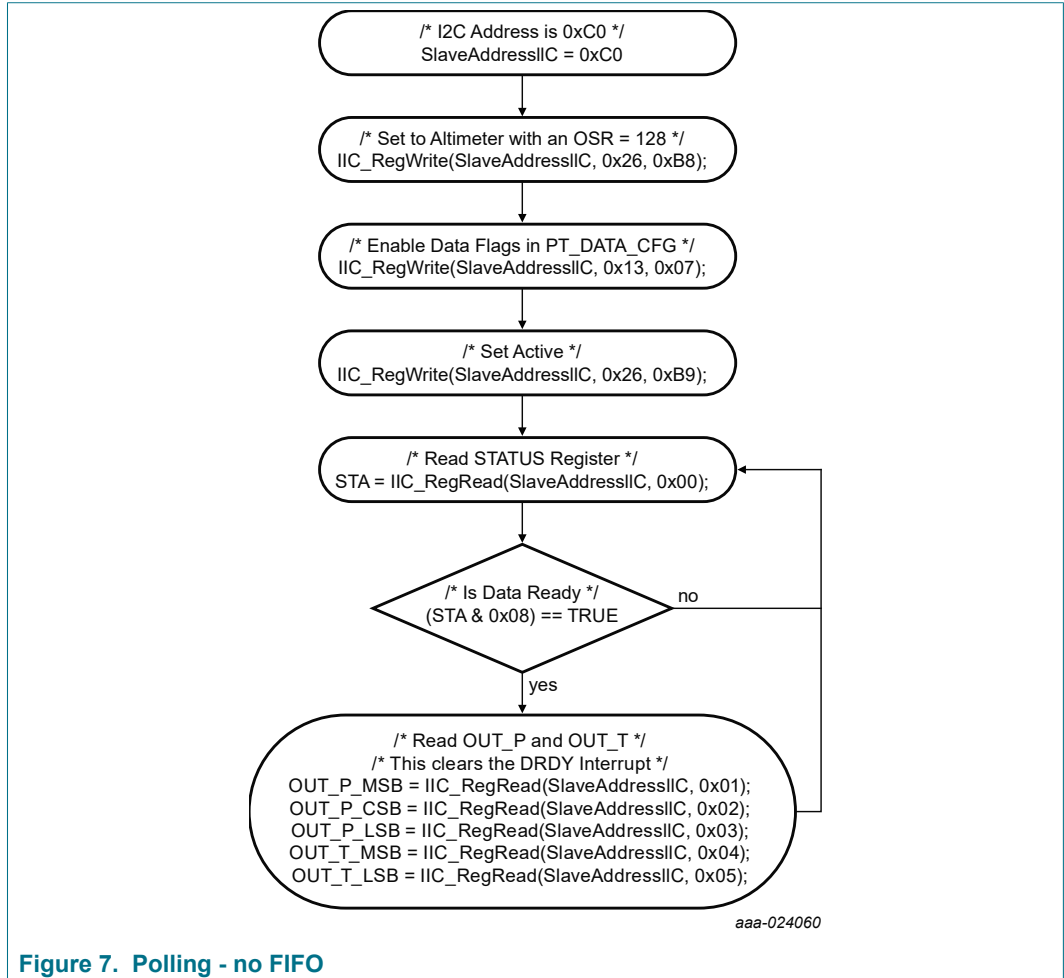 /* I2C Address is 0xC0 */
SlaveAddressIIC = 0xC0
/* Set to Altimeter with an OSR = 128 */
IIC_RegWrite(SlaveAddressIIC, 0x26, 0xB8);
/* Enable Data Flags in PT_DATA_CFG */
IIC_RegWrite(SlaveAddressIIC, 0x13, 0x07);
/* Set Active */
IIC_RegWrite(SlaveAddressIIC, 0x26, 0xB9);
/* Read STATUS Register */
STA = IIC_RegRead(SlaveAddressIIC, 0x00);
/* Is Data Ready */
(STA & 0x08) == TRUE
no
yes
/* Read OUT_P and OUT_T */
/* This clears the DRDY Interrupt */
OUT_P_MSB = IIC_RegRead(SlaveAddressIIC, 0x01);
OUT_P_CSB = IIC_RegRead(SlaveAddressIIC, 0x02);
OUT_P_LSB = IIC_RegRead(SlaveAddressIIC, 0x03);
OUT_T_MSB = IIC_RegRead(SlaveAddressIIC, 0x04);
OUT_T_LSB = IIC_RegRead(SlaveAddressIIC, 0x05);
aaa-024060
Figure 7. Polling - no FIFO